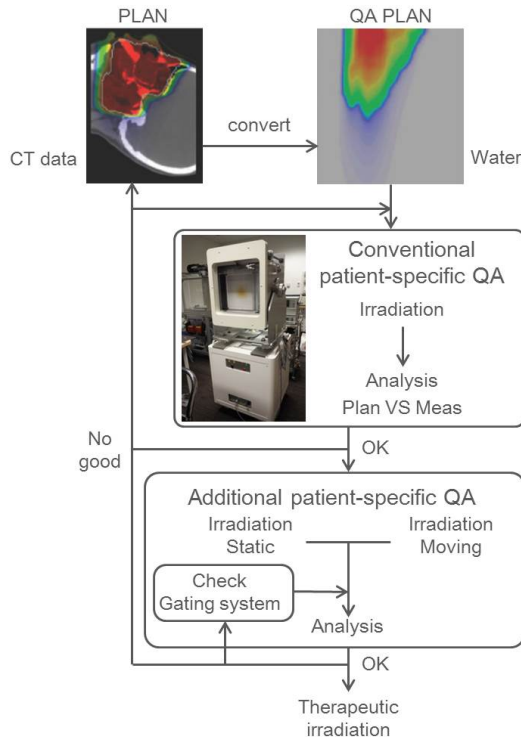 PLAN
QA PLAN
convert
CT data
Water
Conventional
patient-specific QA
Irradiation
Analysis
Plan VS Meas
No
good
OK
Additional patient-specific QA
Irradiation
Static
Irradiation
Moving
Check
Gating system
Analysis
OK
Therapeutic
irradiation